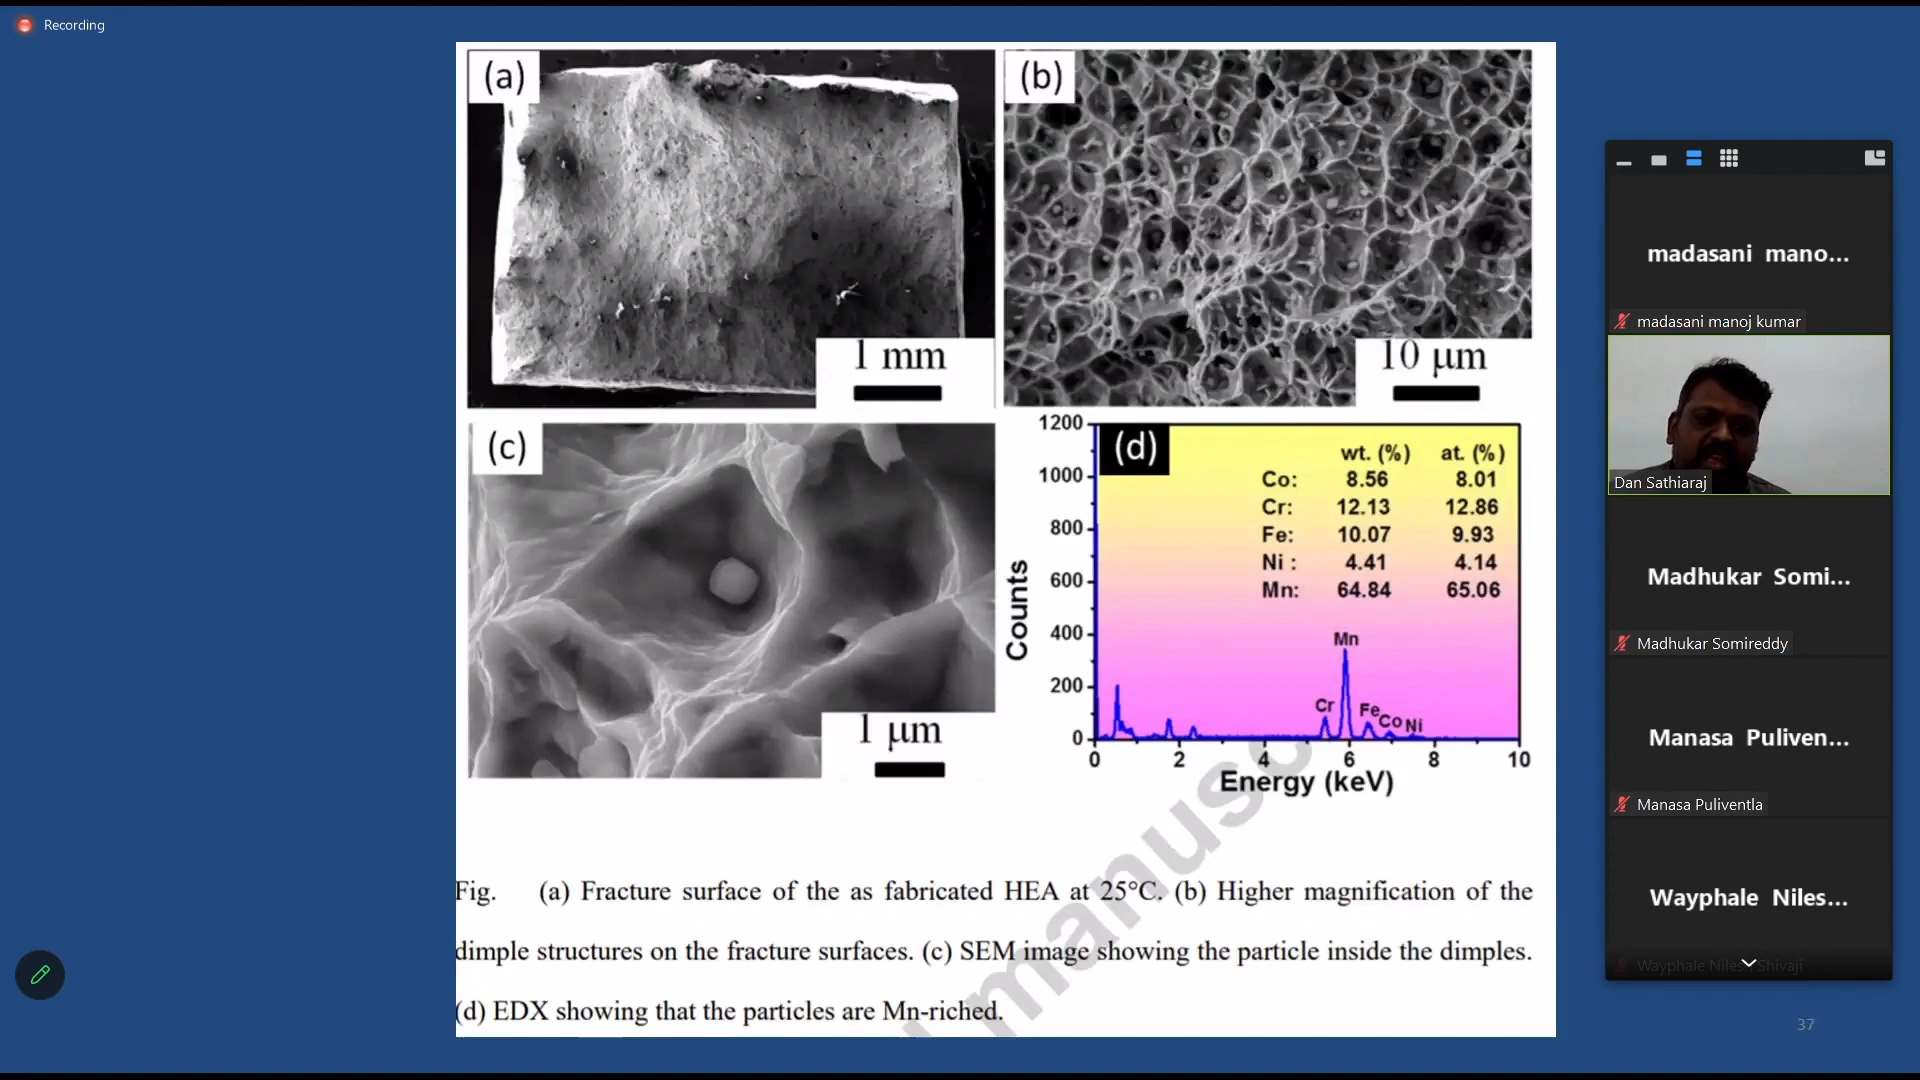 Recording
(a)
1 mm
(b)
10 μm
(c)
1 μm
(d)
wt. (%) at. (%)
Co: 8.56 8.01
Cr: 12.13 12.86
Fe: 10.07 9.93
Ni : 4.41 4.14
Mn: 64.84 65.06
1200
1000
800
600
400
200
0
Counts
Mn
Cr
Fe
Co
Ni
0 2 4 6 8 10
Energy (keV)
manusc
Fig. (a) Fracture surface of the as fabricated HEA at 25°C. (b) Higher magnification of the
dimple structures on the fracture surfaces. (c) SEM image showing the particle inside the dimples.
(d) EDX showing that the particles are Mn-riched.
37
madasani mano...
madasani manoj kumar
Dan Sathiaraj
Madhukar Somi...
Madhukar Somireddy
Manasa Puliven...
Manasa Puliventla
Wayphale Niles...
Wayphale Nilesh Shivaji